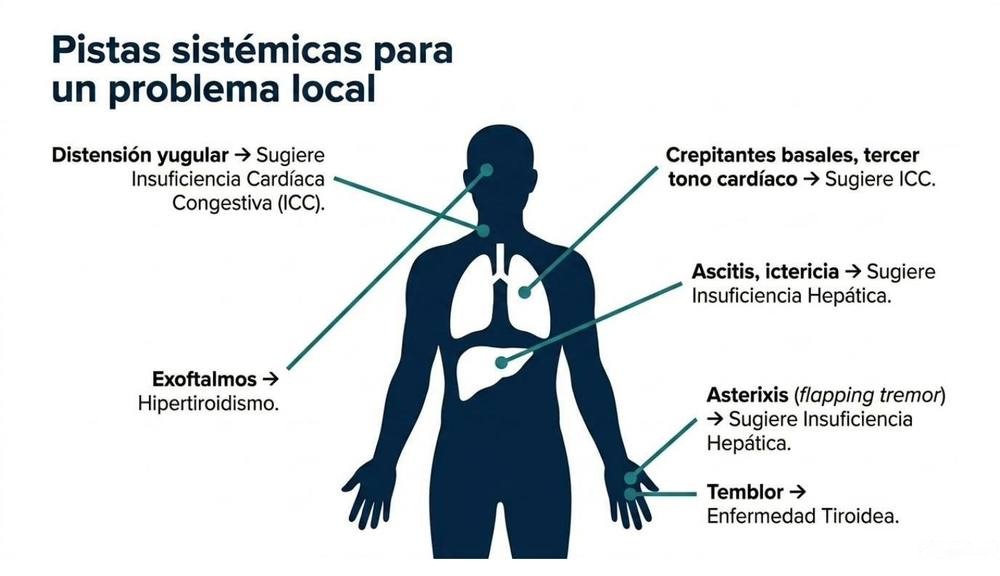 Pistas sistémicas para
un problema local
Distensión yugular → Sugiere
Insuficiencia Cardíaca
Congestiva (ICC).
Exoftalmos →
Hipertiroidismo.
Crepitantes basales, tercer
tono cardíaco → Sugiere ICC.
Ascitis, ictericia → Sugiere
Insuficiencia Hepática.
Asterixis (flapping tremor)
→ Sugiere Insuficiencia
Hepática.
Temblor →
Enfermedad Tiroidea.